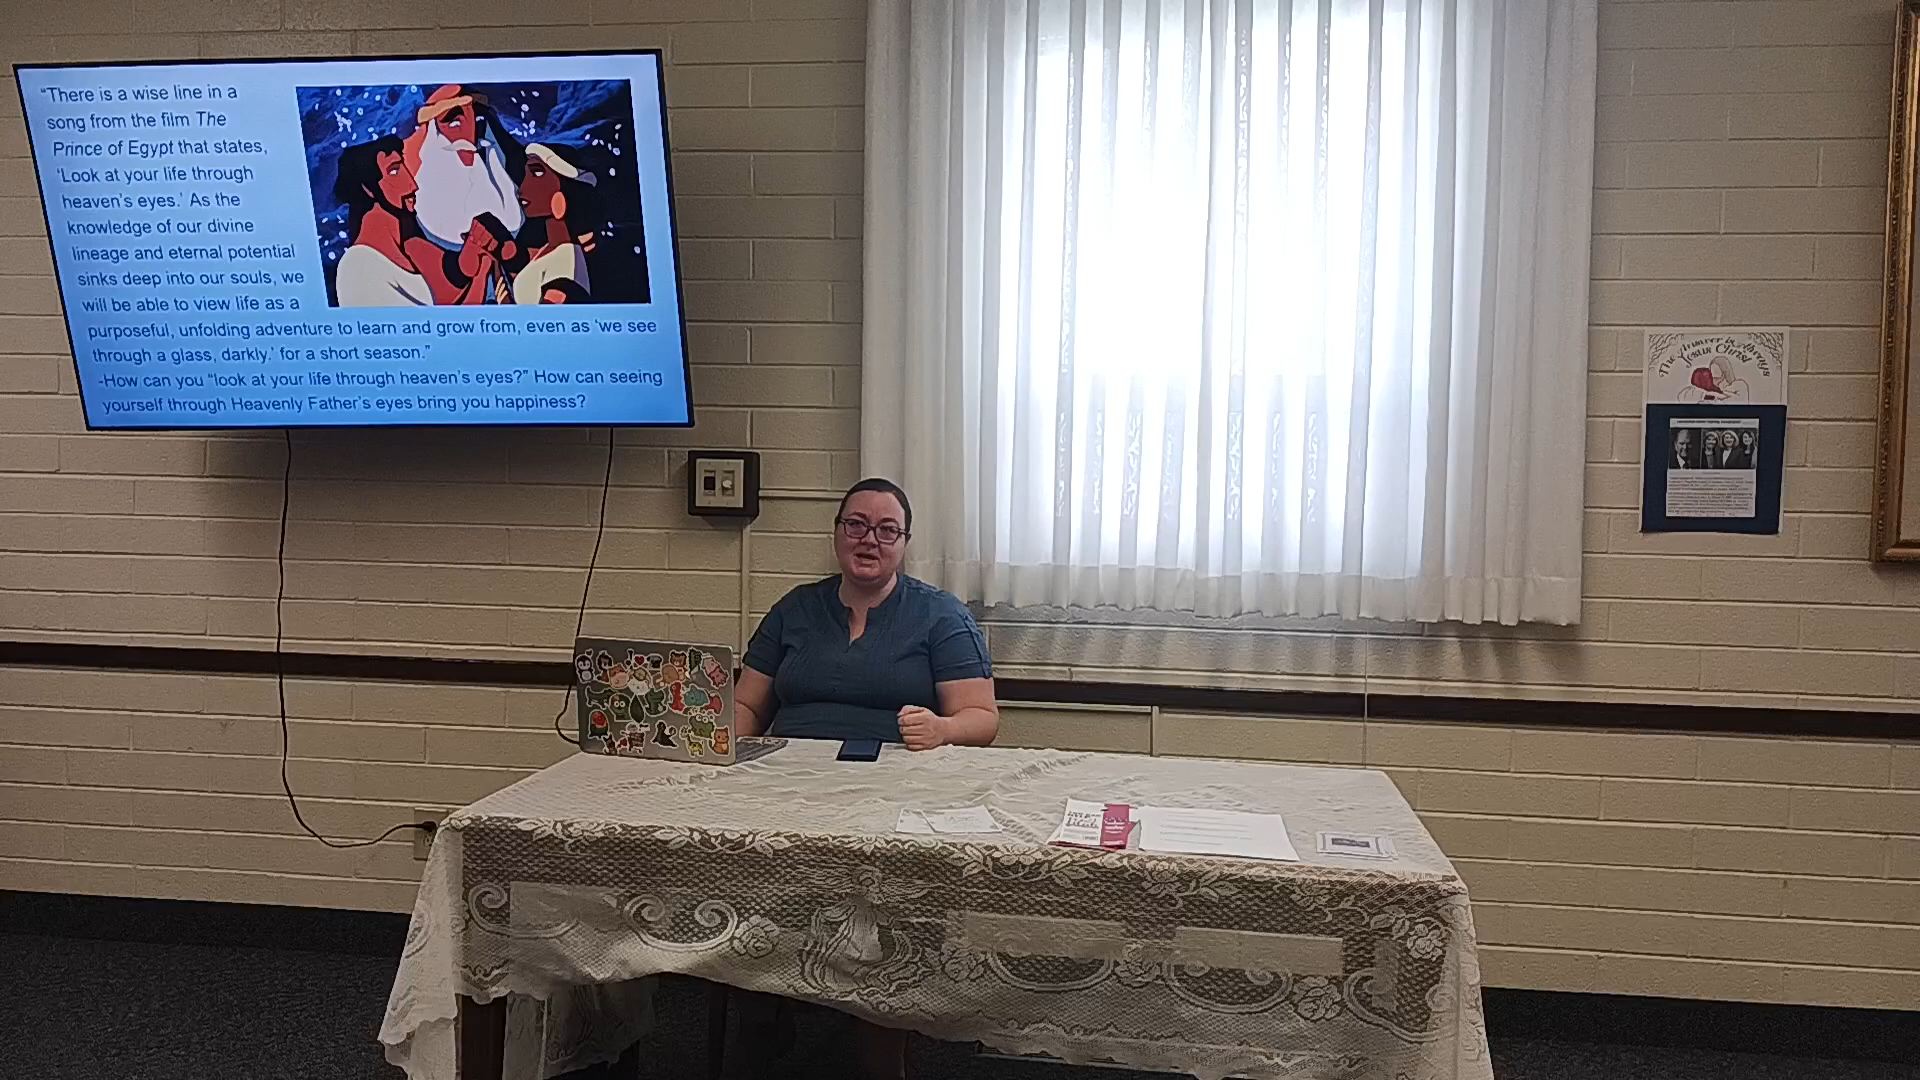 “There is a wise line in a
song from the film The
Prince of Egypt that states,
‘Look at your life through
heaven’s eyes.’ As the
knowledge of our divine
lineage and eternal potential
sinks deep into our souls, we
will be able to view life as a
purposeful, unfolding adventure to learn and grow from, even as ‘we see
through a glass, darkly.’ for a short season.”
-How can you “look at your life through heaven’s eyes?” How can seeing
yourself through Heavenly Father’s eyes bring you happiness?
The Answer is Always
Jesus Christ